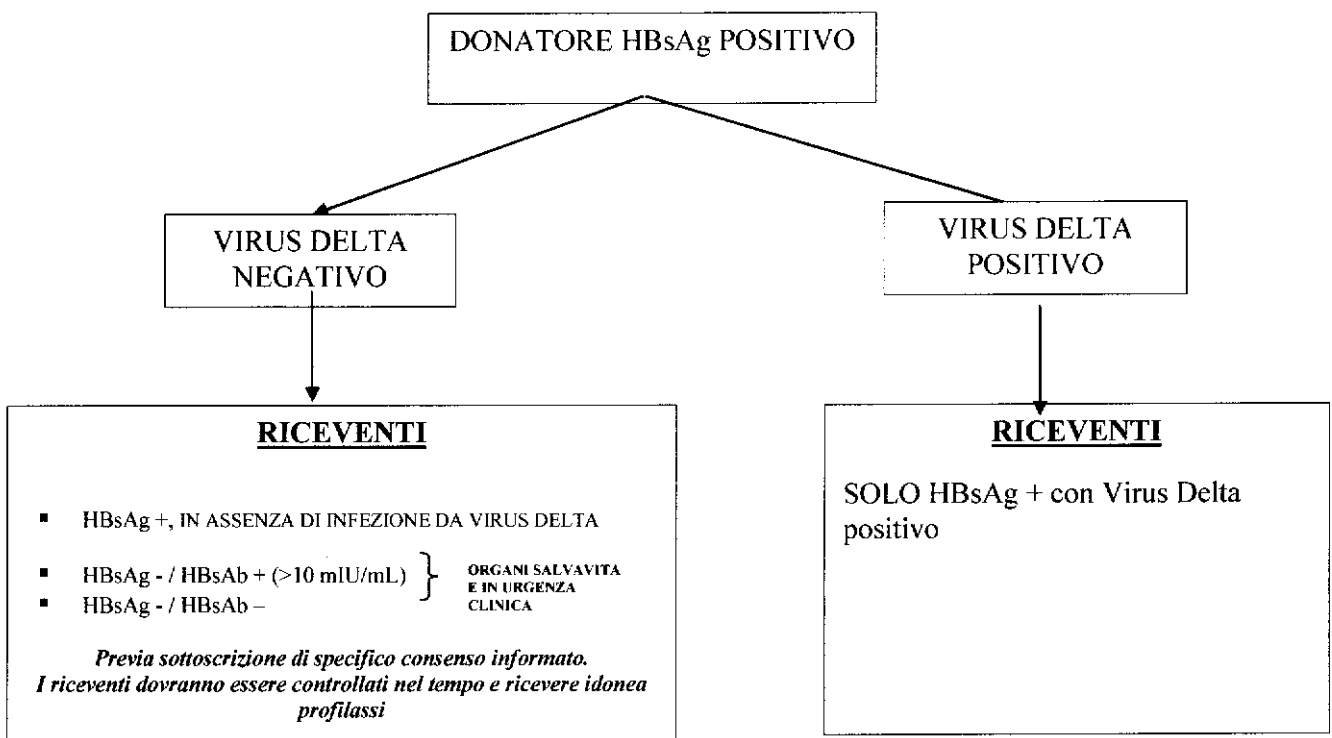 DONATORE HBsAg POSITIVO
VIRUS DELTA
NEGATIVO
VIRUS DELTA
POSITIVO
RICEVENTI
▪ HBsAg +, IN ASSENZA DI INFEZIONE DA VIRUS DELTA
▪ HBsAg - / HBsAb + (>10 mIU/mL)
▪ HBsAg - / HBsAb –
} ORGANI SALVAVITA
E IN URGENZA
CLINICA
Previa sottoscrizione di specifico consenso informato.
I riceventi dovranno essere controllati nel tempo e ricevere idonea
profilassi
RICEVENTI
SOLO HBsAg + con Virus Delta
positivo